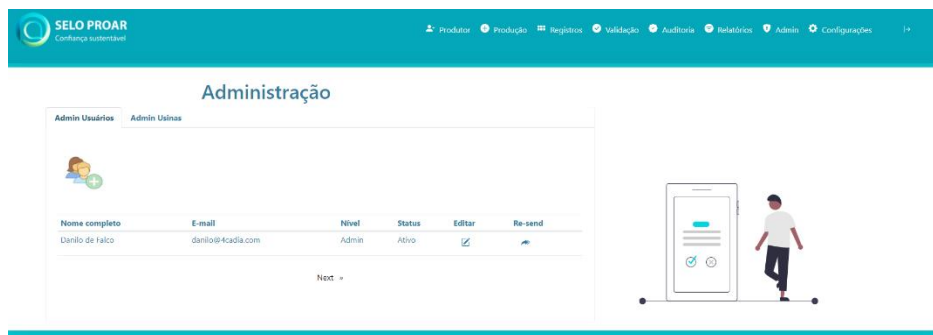 SELO PROAR
Confiança sustentável
Produtor Produção Registros Validação Auditoria Relatórios Admin Configurações
Administração
Admin Usuários Admin Usinas
Nome completo E-mail Nível Status Editar Re-send
Danilo de Falco danilo@4cadia.com Admin Ativo
Next »